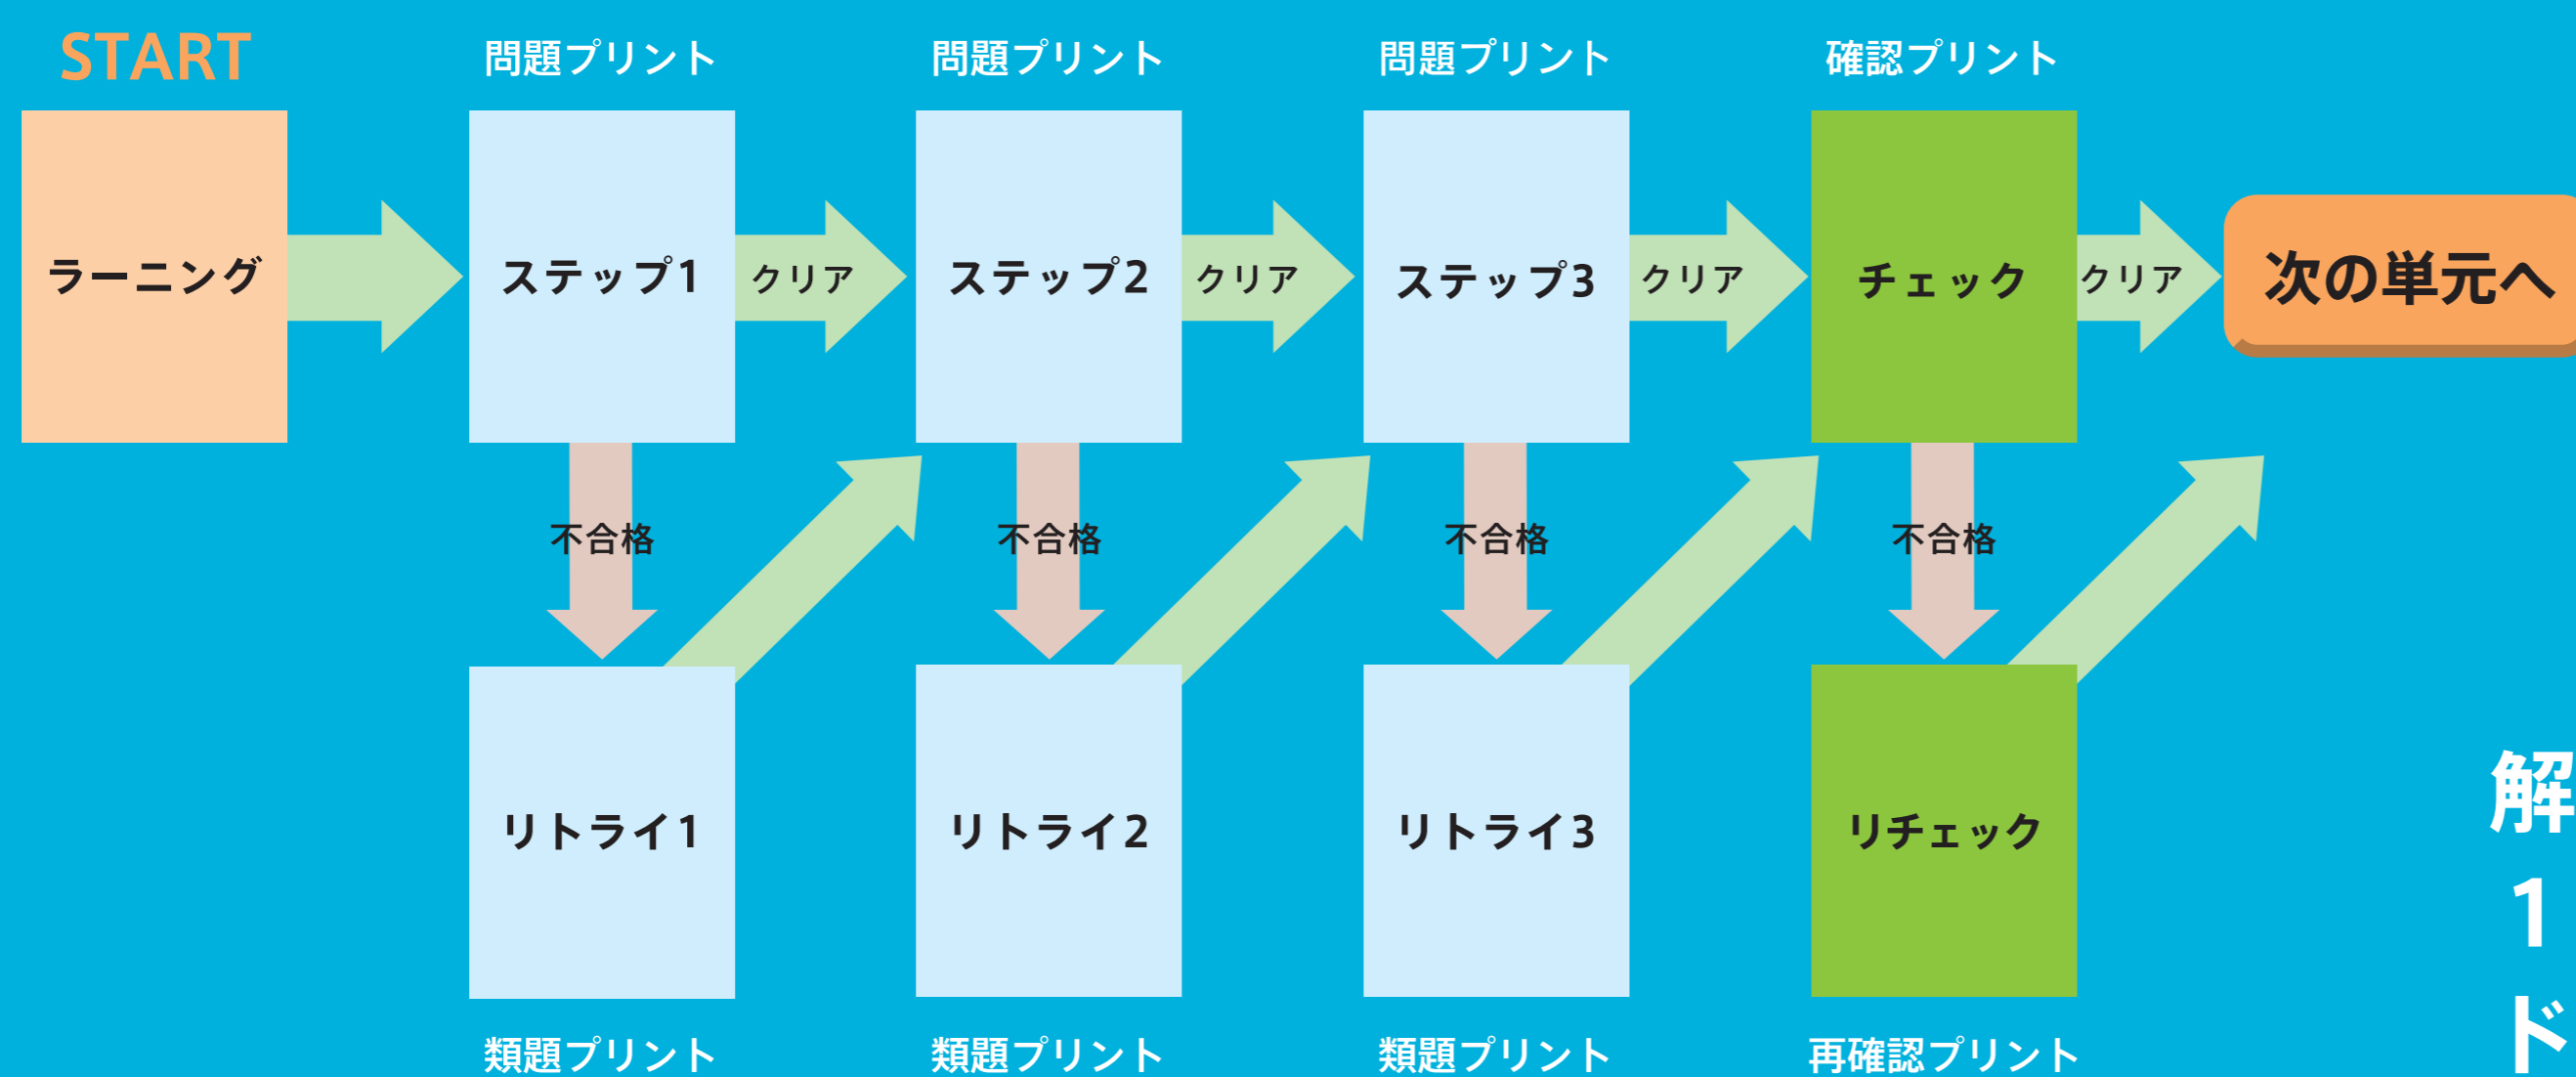 START
問題プリント
問題プリント
問題プリント
確認プリント
ラーニング
ステップ1
クリア
ステップ2
クリア
ステップ3
クリア
チェック
クリア
次の単元へ
不合格
不合格
不合格
不合格
リトライ1
リトライ2
リトライ3
リチェック
類題プリント
類題プリント
類題プリント
再確認プリント
解
1
ド